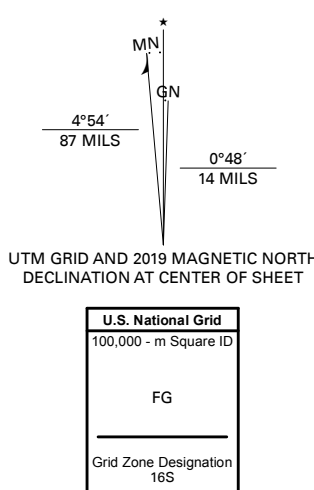 ★
MN
GN
4°54´
87 MILS
0°48´
14 MILS
UTM GRID AND 2019 MAGNETIC NORTH
DECLINATION AT CENTER OF SHEET
U.S. National Grid
100,000 - m Square ID
FG
Grid Zone Designation
16S